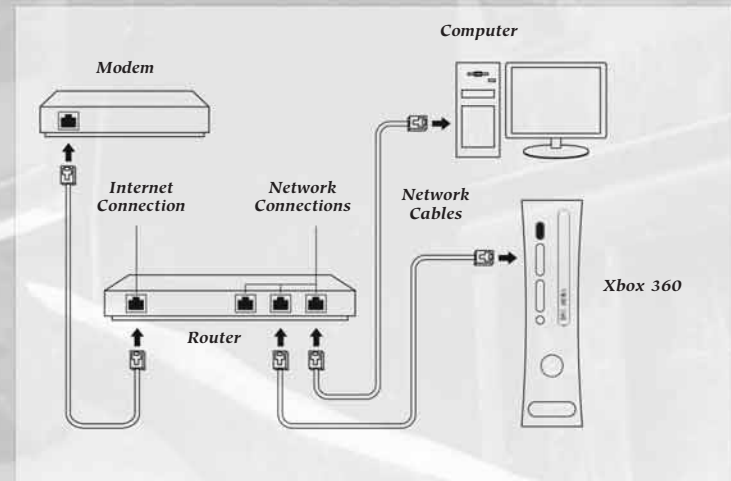 Computer
Modem
Internet
Connection
Network
Connections
Network
Cables
Xbox 360
Router